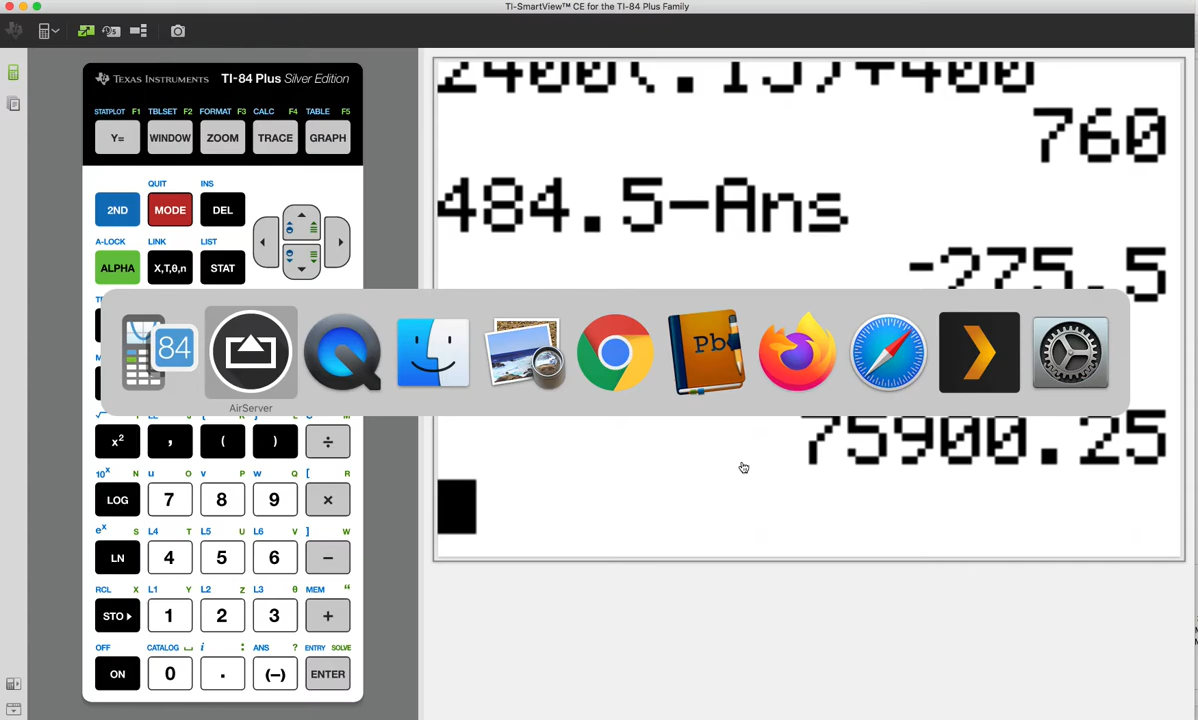 TI-SmartView™ CE for the TI-84 Plus Family
TEXAS INSTRUMENTS TI-84 Plus Silver Edition
STATPLOT F1 TBLSET F2 FORMAT F3 CALC F4 TABLE F5
Y= WINDOW ZOOM TRACE GRAPH
QUIT INS
2ND MODE DEL
A-LOCK LINK LIST
ALPHA X,T,θ,n STAT
2400(.15)+400
760
484.5-Ans
-275.5
84
Pb
AirServer
75900.25
x² , ( ) ÷
10ˣ N u O v P w Q [ R
LOG 7 8 9 ×
eˣ S L4 T L5 U L6 V ] W
LN 4 5 6 −
RCL X L1 Y L2 Z L3 θ MEM "
STO▶ 1 2 3 +
OFF CATALOG ⎵ i : ANS ? ENTRY SOLVE
ON 0 . (−) ENTER